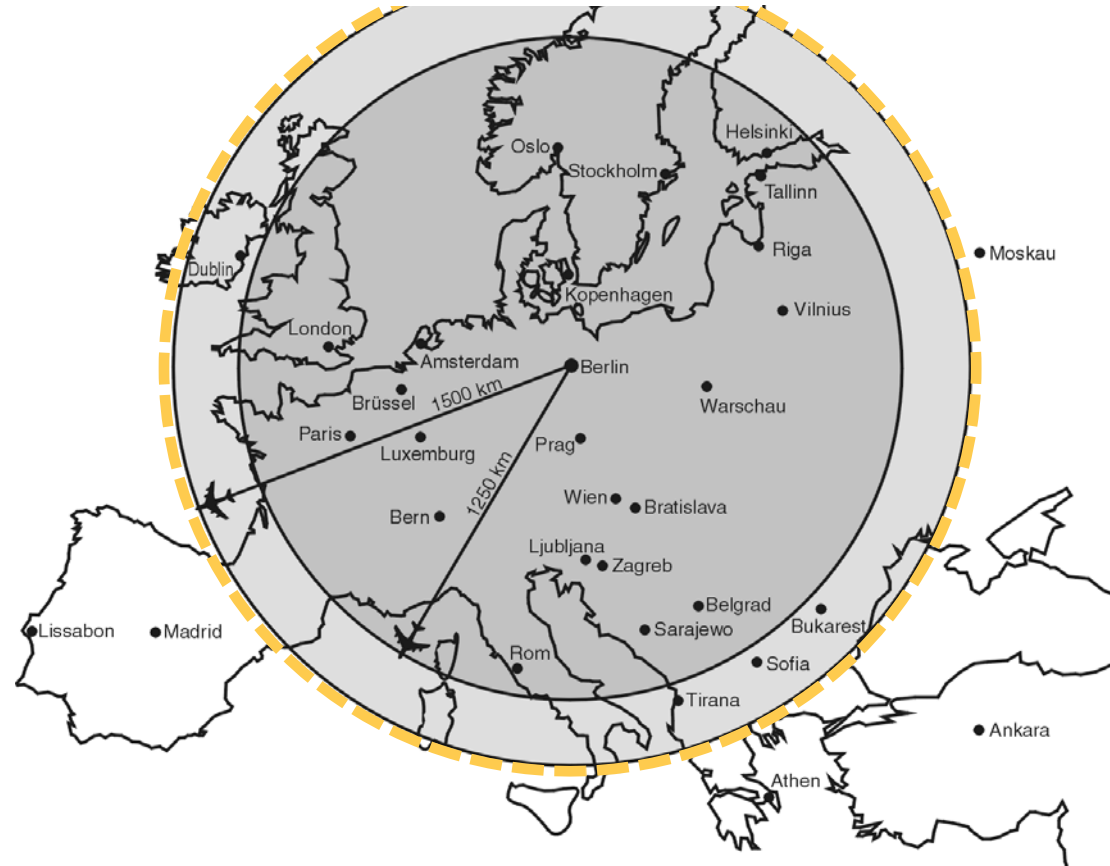 Helsinki
Oslo
Stockholm
Tallinn
Riga
Moskau
Dublin
Kopenhagen
Vilnius
London
Amsterdam
Berlin
1500 km
Brüssel
Warschau
Paris
Luxemburg
Prag
1250 km
Wien
Bratislava
Bern
Ljubljana
Zagreb
Belgrad
Bukarest
Lissabon
Madrid
Sarajewo
Rom
Sofia
Tirana
Ankara
Athen